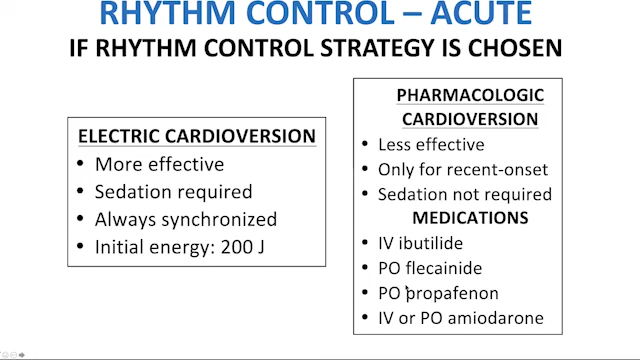 RHYTHM CONTROL – ACUTE
IF RHYTHM CONTROL STRATEGY IS CHOSEN
ELECTRIC CARDIOVERSION
• More effective
• Sedation required
• Always synchronized
• Initial energy: 200 J
PHARMACOLOGIC
CARDIOVERSION
• Less effective
• Only for recent-onset
• Sedation not required
MEDICATIONS
• IV ibutilide
• PO flecainide
• PO propafenon
• IV or PO amiodarone